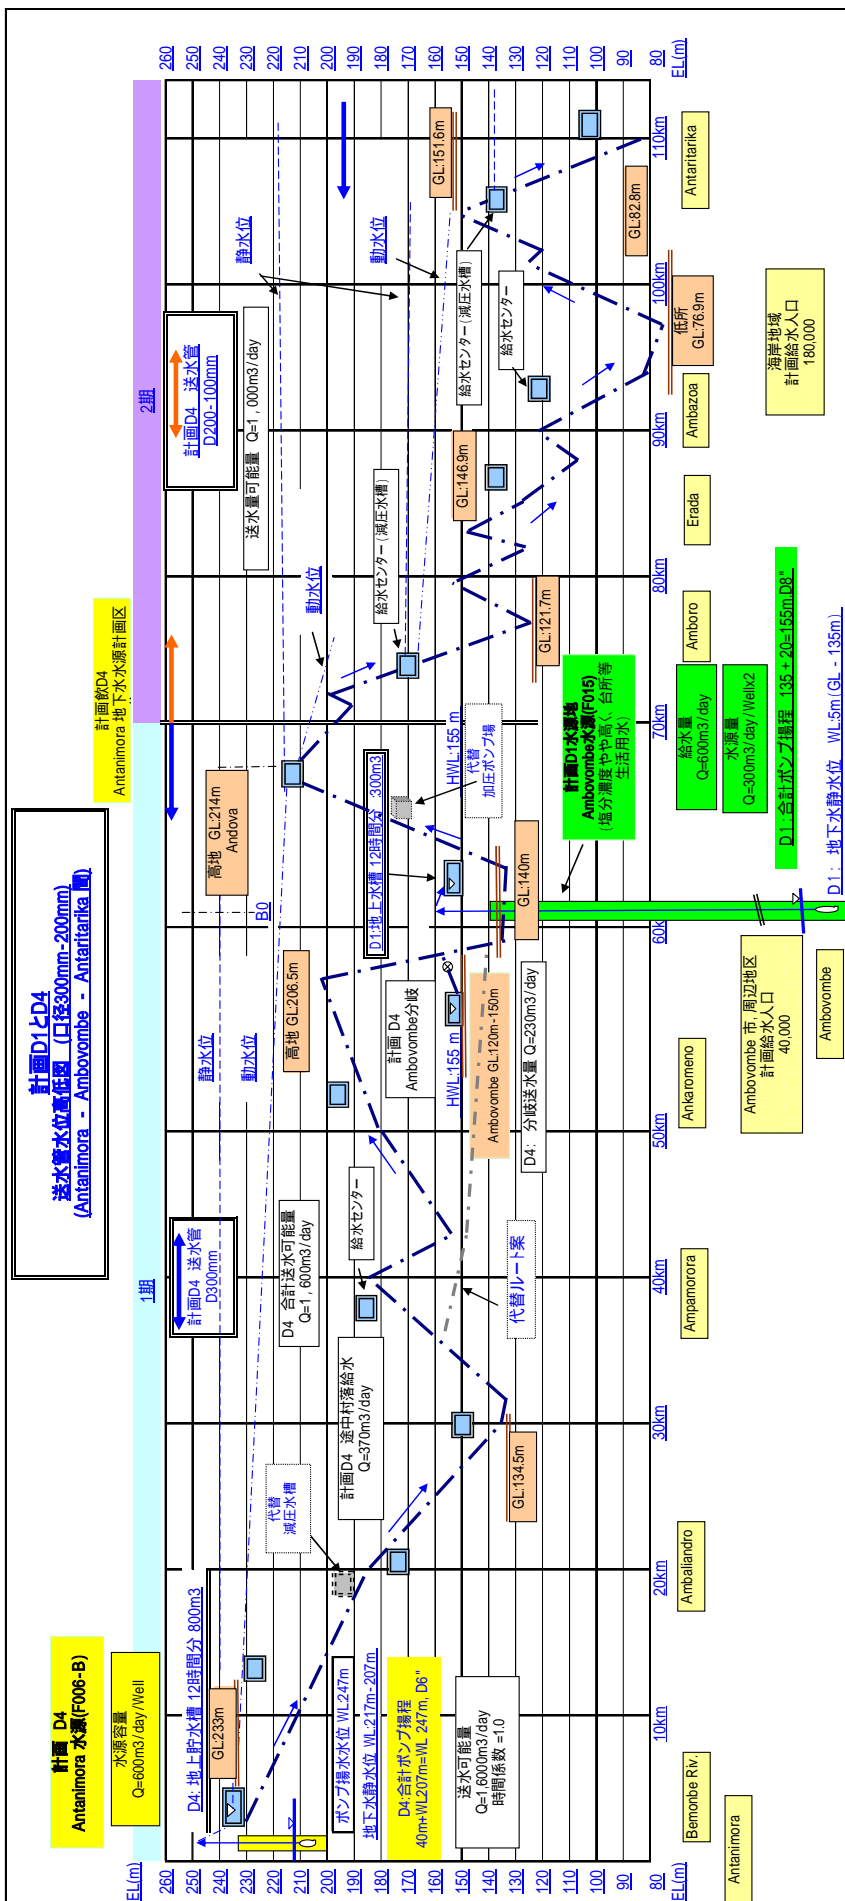 計画D1とD4
送水管水位高低図 (口径300mm-200mm)
(Antanimora - Ambovombe - Antaritarika 間)
計画 D4
Antanimora 水源(F006-B)
水源容量
Q=600m3/day/Well
計画飲D4
Antanimora 地下水水源計画区
1期
2期
EL(m)
260
250
240
230
220
210
200
190
180
170
160
150
140
130
120
110
100
90
80
EL(m)
D4: 地上貯水槽 12時間分 800m3
GL:233m
ポンプ揚水水位 WL247m
地下水静水位 WL:217m-207m
D4:合計ポンプ揚程
40m+WL207m=WL 247m, D6"
送水可能量
Q=1,6000m3/day
時間係数 =1.0
代替
減圧水槽
計画D4 送水管
D300mm
D4 合計送水可能量
Q=1,600m3/day
計画D4 途中村落給水
Q=370m3/day
給水センター
GL:134.5m
代替ルート案
静水位
動水位
高地 GL:206.5m
計画 D4
Ambovombe分岐
HWL:155 m
Ambovombe GL:120m-150m
D4: 分岐送水量 Q=230m3/day
高地 GL:214m
Andova
B0
D1:地上水槽 12時間分 300m3
HWL:155 m
代替
加圧ポンプ場
GL:140m
計画D1水源地
Ambovombe水源(F015)
(塩分濃度やや高く、台所等
生活用水)
動水位
給水センター(減圧水槽)
GL:121.7m
計画D4 送水管
D200-100mm
送水量可能量 Q=1,000m3/day
静水位
動水位
GL:146.9m
給水センター(減圧水槽)
給水センター
GL:151.6m
GL:82.8m
低所
GL:76.9m
260
250
240
230
220
210
200
190
180
170
160
150
140
130
120
110
100
90
80
EL(m)
10km
20km
30km
40km
50km
60km
70km
80km
90km
100km
110km
Bemonbe Riv.
Antanimora
Ambaliandro
Ampamorora
Ankaromeno
Ambovombe 市, 周辺地区
計画給水人口
40,000
Ambovombe
給水量
Q=600m3/day
水源量
Q=300m3/day/Wellx2
D1:合計ポンプ揚程 135 + 20=155m,D8"
D1: 地下水静水位 WL:5m(GL - 135m)
Amboro
Erada
Ambazoa
海岸地域
計画給水人口
180,000
Antaritarika